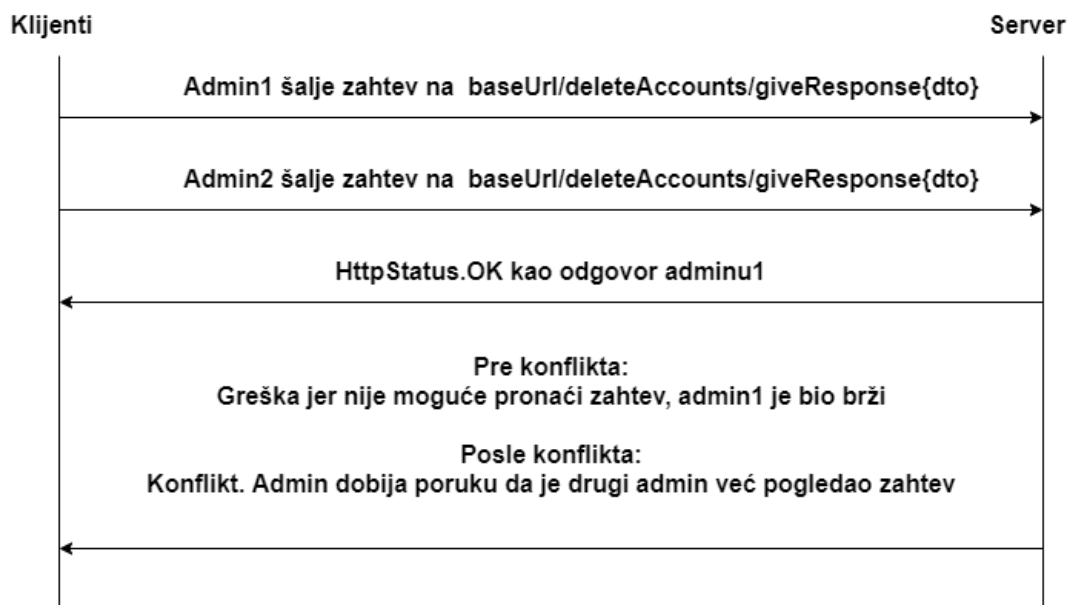 Klijenti
Server
Admin1 šalje zahtev na baseUrl/deleteAccounts/giveResponse{dto}
Admin2 šalje zahtev na baseUrl/deleteAccounts/giveResponse{dto}
HttpStatus.OK kao odgovor adminu1
Pre konflikta:
Greška jer nije moguće pronaći zahtev, admin1 je bio brži
Posle konflikta:
Konflikt. Admin dobija poruku da je drugi admin već pogledao zahtev